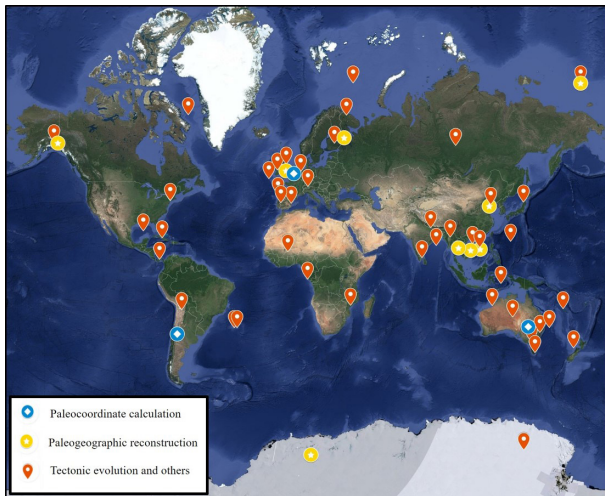 Paleocoordinate calculation
Paleogeographic reconstruction
Tectonic evolution and others